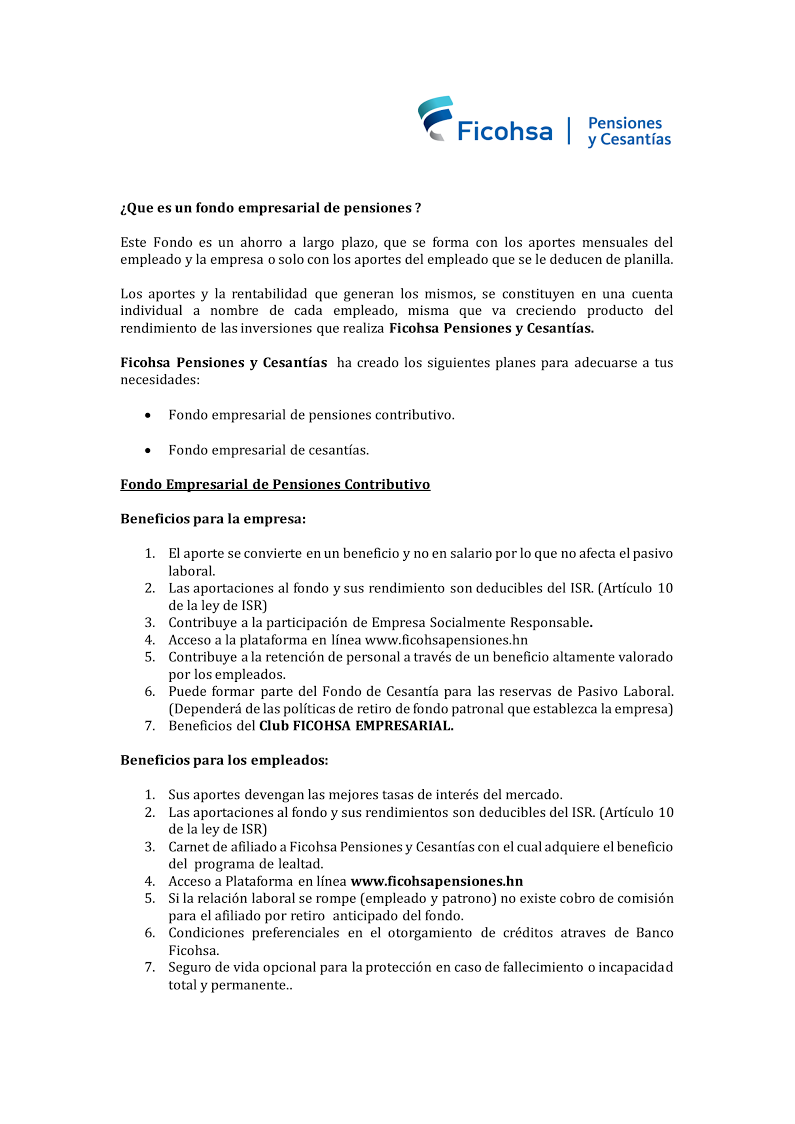 Ficohsa | Pensiones
y Cesantías
¿Que es un fondo empresarial de pensiones ?
Este Fondo es un ahorro a largo plazo, que se forma con los aportes mensuales del
empleado y la empresa o solo con los aportes del empleado que se le deducen de planilla.
Los aportes y la rentabilidad que generan los mismos, se constituyen en una cuenta
individual a nombre de cada empleado, misma que va creciendo producto del
rendimiento de las inversiones que realiza Ficohsa Pensiones y Cesantías.
Ficohsa Pensiones y Cesantías ha creado los siguientes planes para adecuarse a tus
necesidades:
• Fondo empresarial de pensiones contributivo.
• Fondo empresarial de cesantías.
Fondo Empresarial de Pensiones Contributivo
Beneficios para la empresa:
1. El aporte se convierte en un beneficio y no en salario por lo que no afecta el pasivo
laboral.
2. Las aportaciones al fondo y sus rendimiento son deducibles del ISR. (Artículo 10
de la ley de ISR)
3. Contribuye a la participación de Empresa Socialmente Responsable.
4. Acceso a la plataforma en línea www.ficohsapensiones.hn
5. Contribuye a la retención de personal a través de un beneficio altamente valorado
por los empleados.
6. Puede formar parte del Fondo de Cesantía para las reservas de Pasivo Laboral.
(Dependerá de las políticas de retiro de fondo patronal que establezca la empresa)
7. Beneficios del Club FICOHSA EMPRESARIAL.
Beneficios para los empleados:
1. Sus aportes devengan las mejores tasas de interés del mercado.
2. Las aportaciones al fondo y sus rendimientos son deducibles del ISR. (Artículo 10
de la ley de ISR)
3. Carnet de afiliado a Ficohsa Pensiones y Cesantías con el cual adquiere el beneficio
del programa de lealtad.
4. Acceso a Plataforma en línea www.ficohsapensiones.hn
5. Si la relación laboral se rompe (empleado y patrono) no existe cobro de comisión
para el afiliado por retiro anticipado del fondo.
6. Condiciones preferenciales en el otorgamiento de créditos atraves de Banco
Ficohsa.
7. Seguro de vida opcional para la protección en caso de fallecimiento o incapacidad
total y permanente..